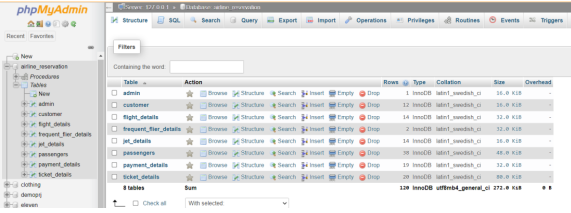 phpMyAdmin
Server: 127.0.0.1 » Database: airline_reservation
Structure SQL Search Query Export Import Operations Privileges Routines Events Triggers
Recent Favorites
New
airline_reservation
Procedures
Tables
New
admin
customer
flight_details
frequent_flier_details
jet_details
passengers
payment_details
ticket_details
clothing
demoprj
eleven
Filters
Containing the word:
Table Action Rows Type Collation Size Overhead
admin Browse Structure Search Insert Empty Drop 1 InnoDB latin1_swedish_ci 16.0 KiB -
customer Browse Structure Search Insert Empty Drop 12 InnoDB latin1_swedish_ci 16.0 KiB -
flight_details Browse Structure Search Insert Empty Drop 14 InnoDB latin1_swedish_ci 32.0 KiB -
frequent_flier_details Browse Structure Search Insert Empty Drop 2 InnoDB latin1_swedish_ci 32.0 KiB -
jet_details Browse Structure Search Insert Empty Drop 14 InnoDB latin1_swedish_ci 16.0 KiB -
passengers Browse Structure Search Insert Empty Drop 38 InnoDB latin1_swedish_ci 48.0 KiB -
payment_details Browse Structure Search Insert Empty Drop 19 InnoDB latin1_swedish_ci 32.0 KiB -
ticket_details Browse Structure Search Insert Empty Drop 20 InnoDB latin1_swedish_ci 80.0 KiB -
8 tables Sum 120 InnoDB utf8mb4_general_ci 272.0 KiB 0 B
Check all With selected